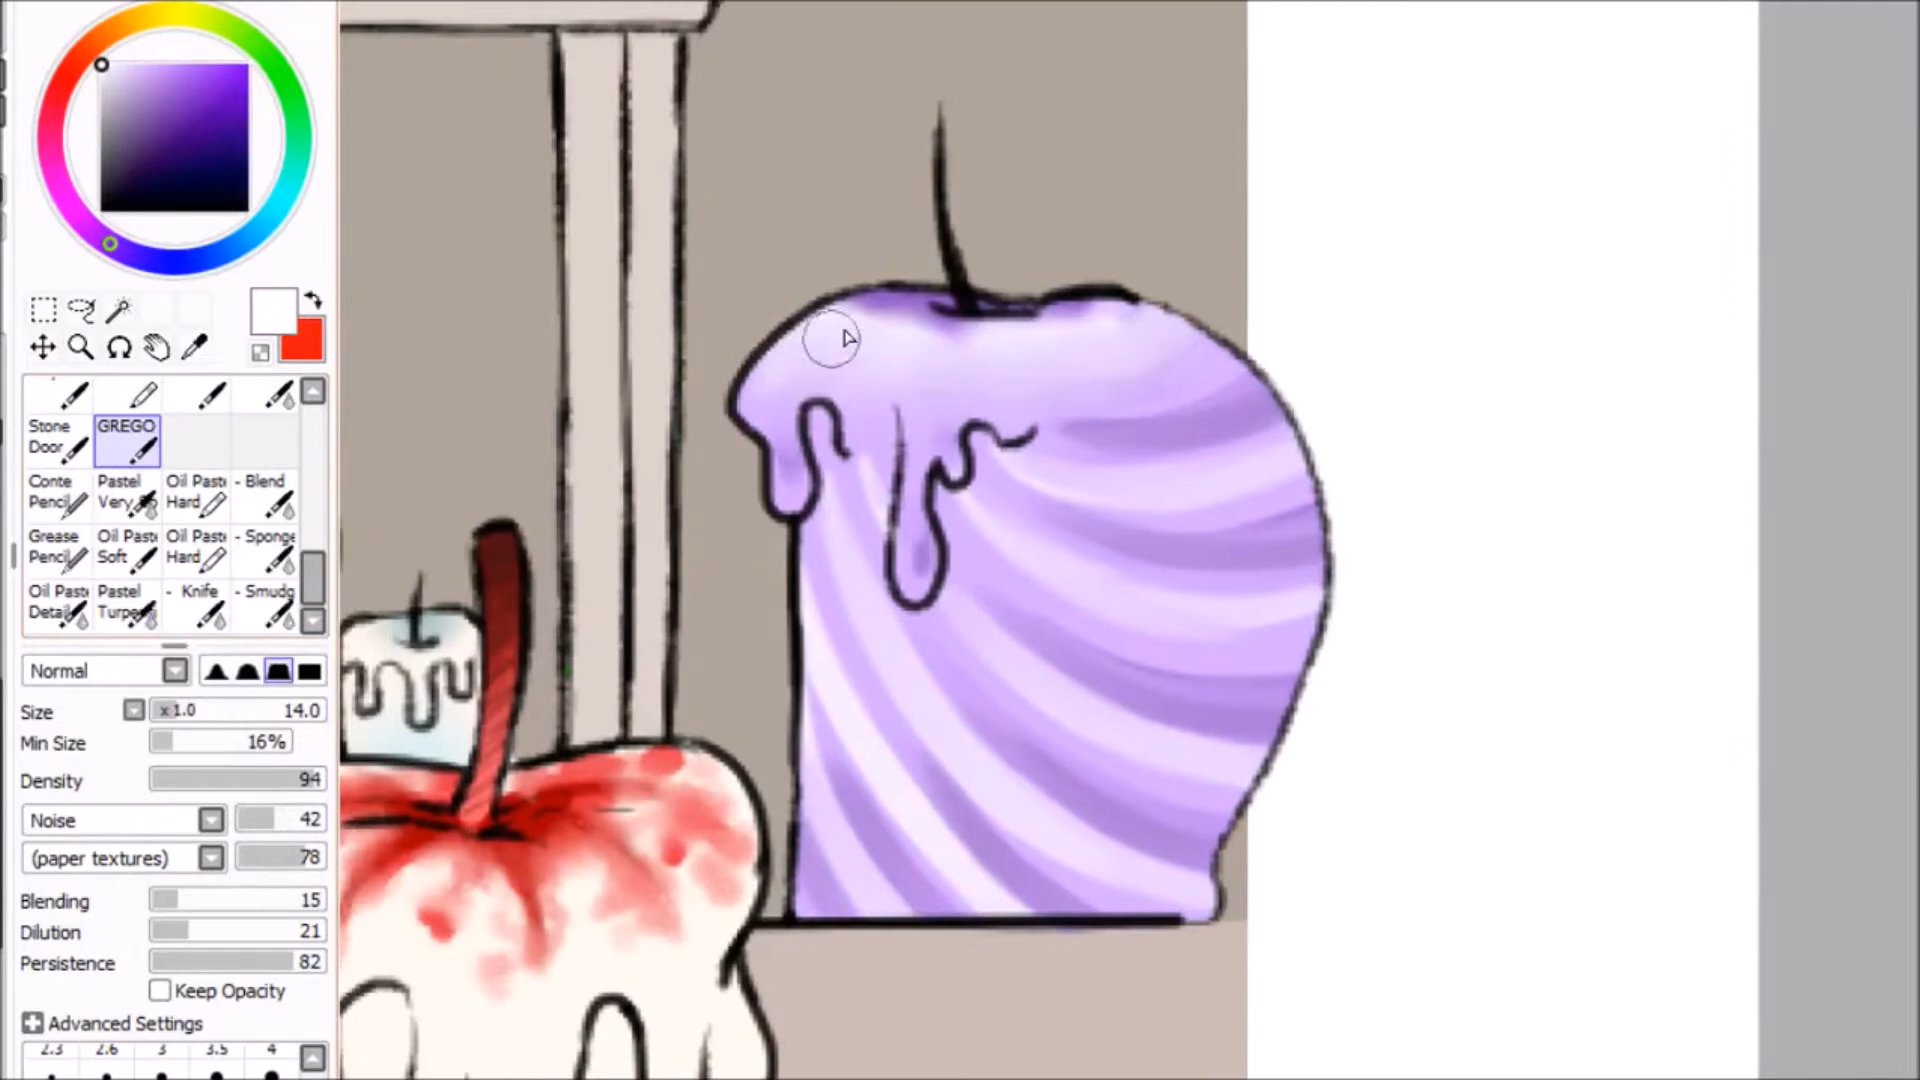 Stone
Door
GREGO
Conte
Pencil
Pastel
Very
Oil Past
Hard
- Blend
Grease
Pencil
Oil Past
Soft
Oil Past
Hard
- Sponge
Oil Past
Detail
Pastel
Turpe
- Knife
- Smudg
Normal
Size x1.0 14.0
Min Size 16%
Density 94
Noise 42
(paper textures) 78
Blending 15
Dilution 21
Persistence 82
Keep Opacity
Advanced Settings
2.3 2.6 3 3.5 4